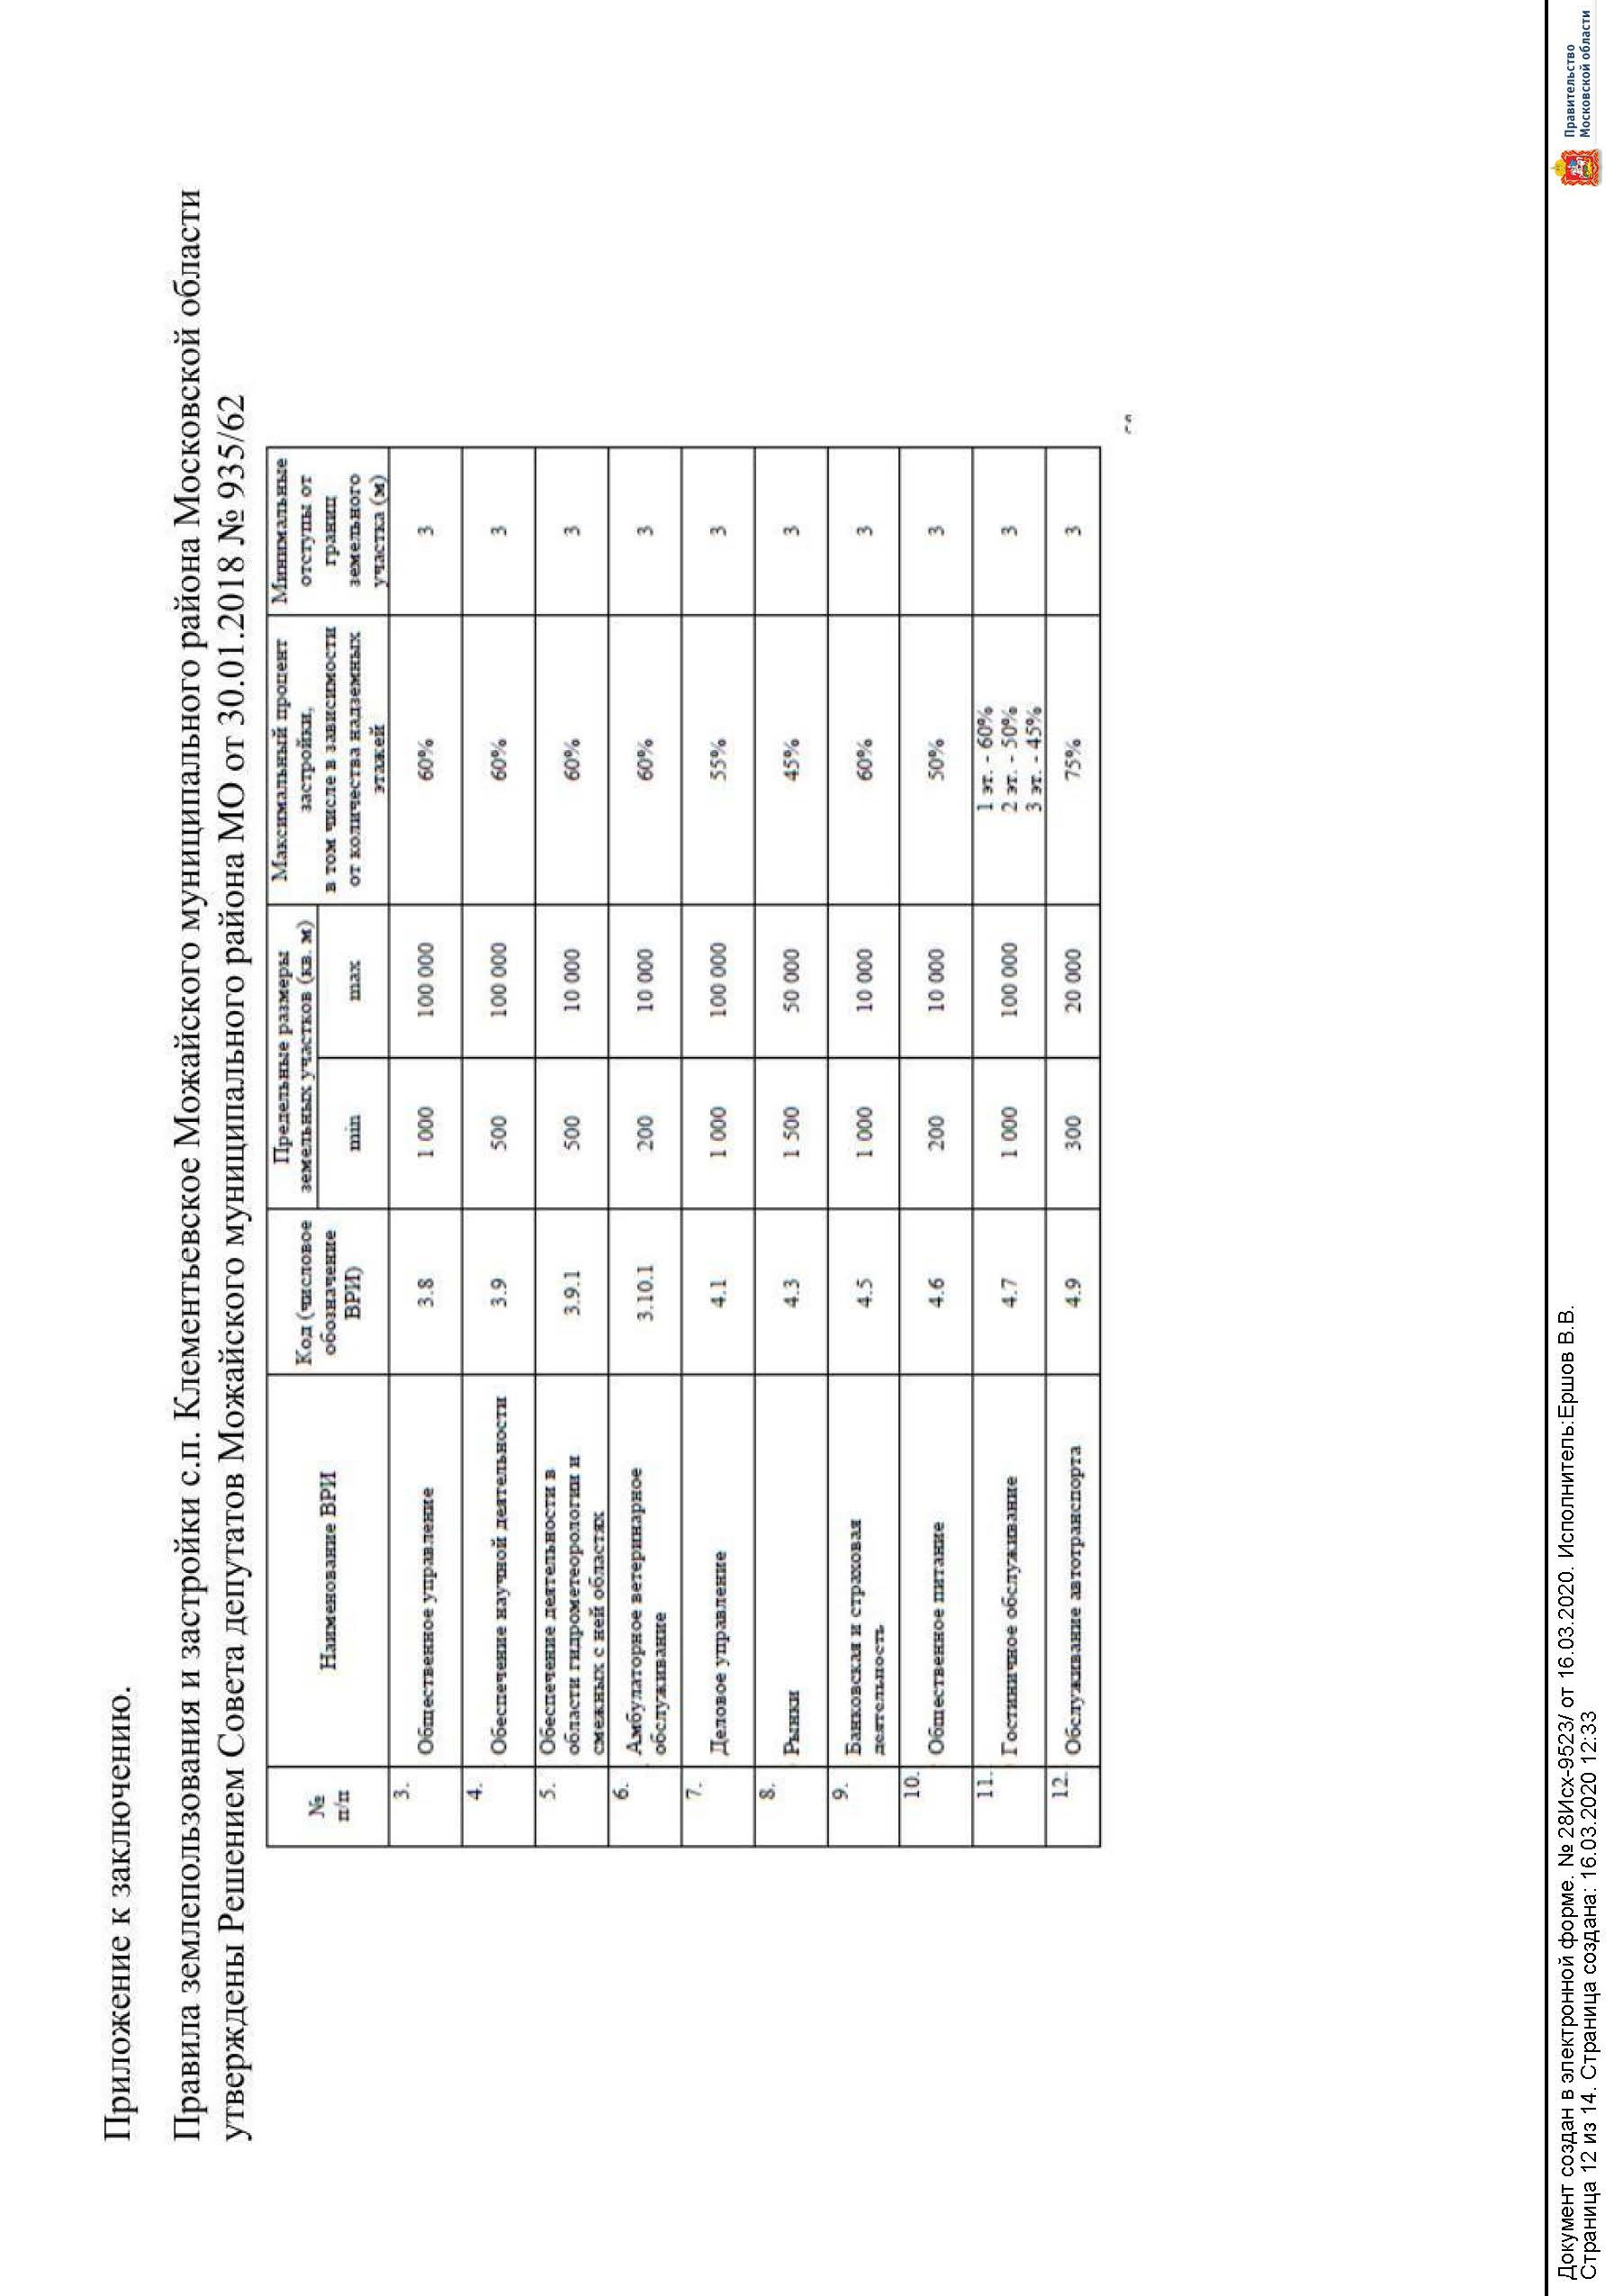 Приложение к заключению.
Правила землепользования и застройки с.п. Клементьевское Можайского муниципального района Московской области
утверждены Решением Совета депутатов Можайского муниципального района МО от 30.01.2018 № 935/62
№
п/п
Наименование ВРИ
Код (числовое
обозначение
ВРИ)
Предельные размеры
земельных участков (кв. м)
min
max
Максимальный процент
застройки,
в том числе в зависимости
от количества надземных
этажей
Минимальные
отступы от
границ
земельного
участка (м)
3. Общественное управление 3.8 1 000 100 000 60% 3
4. Обеспечение научной деятельности 3.9 500 100 000 60% 3
5. Обеспечение деятельности в
области гидрометеорологии и
смежных с ней областях
3.9.1 500 10 000 60% 3
6. Амбулаторное ветеринарное
обслуживание
3.10.1 200 10 000 60% 3
7. Деловое управление 4.1 1 000 100 000 55% 3
8. Рынки 4.3 1 500 50 000 45% 3
9. Банковская и страховая
деятельность
4.5 1 000 10 000 60% 3
10. Общественное питание 4.6 200 10 000 50% 3
11. Гостиничное обслуживание 4.7 1 000 100 000
1 эт. - 60%
2 эт. - 50%
3 эт. - 45%
3
12. Обслуживание автотранспорта 4.9 300 20 000 75% 3
Документ создан в электронной форме. № 28Исх-9523/ от 16.03.2020. Исполнитель:Ершов В.В.
Страница 12 из 14. Страница создана: 16.03.2020 12:33
Правительство
Московской области